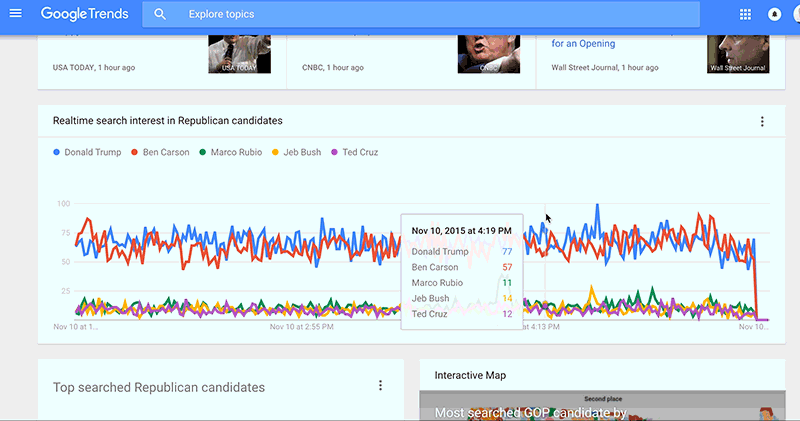 Google Trends
Explore topics
for an Opening
USA TODAY
CNBC
Wall Street Journal
USA TODAY, 1 hour ago
CNBC, 1 hour ago
Wall Street Journal, 1 hour ago
Realtime search interest in Republican candidates
Donald Trump Ben Carson Marco Rubio Jeb Bush Ted Cruz
100
75
50
25
Nov 10, 2015 at 4:19 PM
Donald Trump 77
Ben Carson 57
Marco Rubio 11
Jeb Bush 14
Ted Cruz 12
Nov 10 at 1... Nov 10 at 2:55 PM at 4:13 PM Nov 10...
Top searched Republican candidates
Interactive Map
Second place
Most searched GOP candidate by